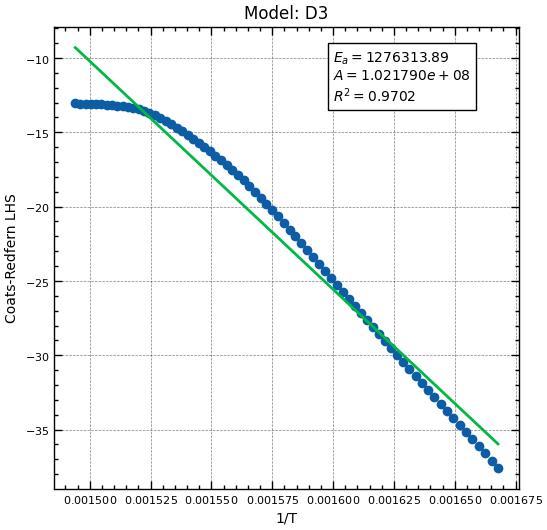 Model: D3
E_a = 1276313.89
A = 1.021790e + 08
R² = 0.9702
Coats-Redfern LHS
−10
−15
−20
−25
−30
−35
0.001500 0.001525 0.001550 0.001575 0.001600 0.001625 0.001650 0.001675
1/T